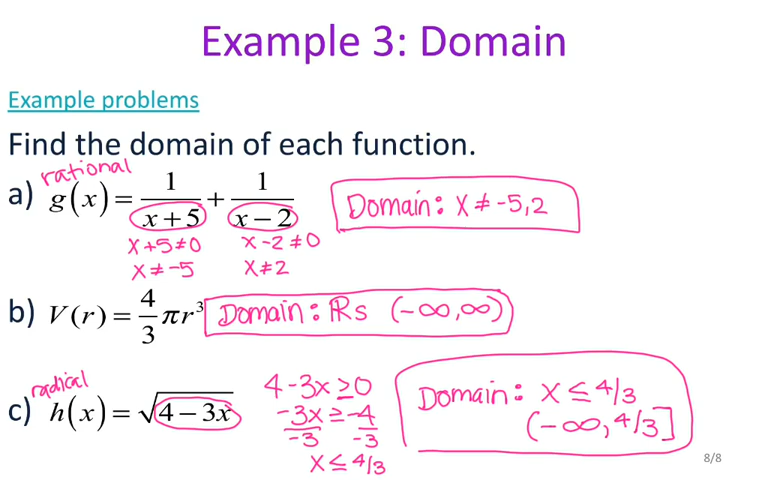 Example 3: Domain
Example problems
Find the domain of each function.
rational
a) g(x) = 1/(x + 5) + 1/(x − 2)
Domain: x ≠ -5, 2
x+5≠0 x-2≠0
x≠-5 x≠2
b) V(r) = 4/3 πr³ Domain: ℝs (-∞,∞)
radical
c) h(x) = √(4 − 3x)
4-3x≥0
-3x≥-4
-3 -3
x≤4/3
Domain: x≤4/3
(-∞, 4/3]
8/8